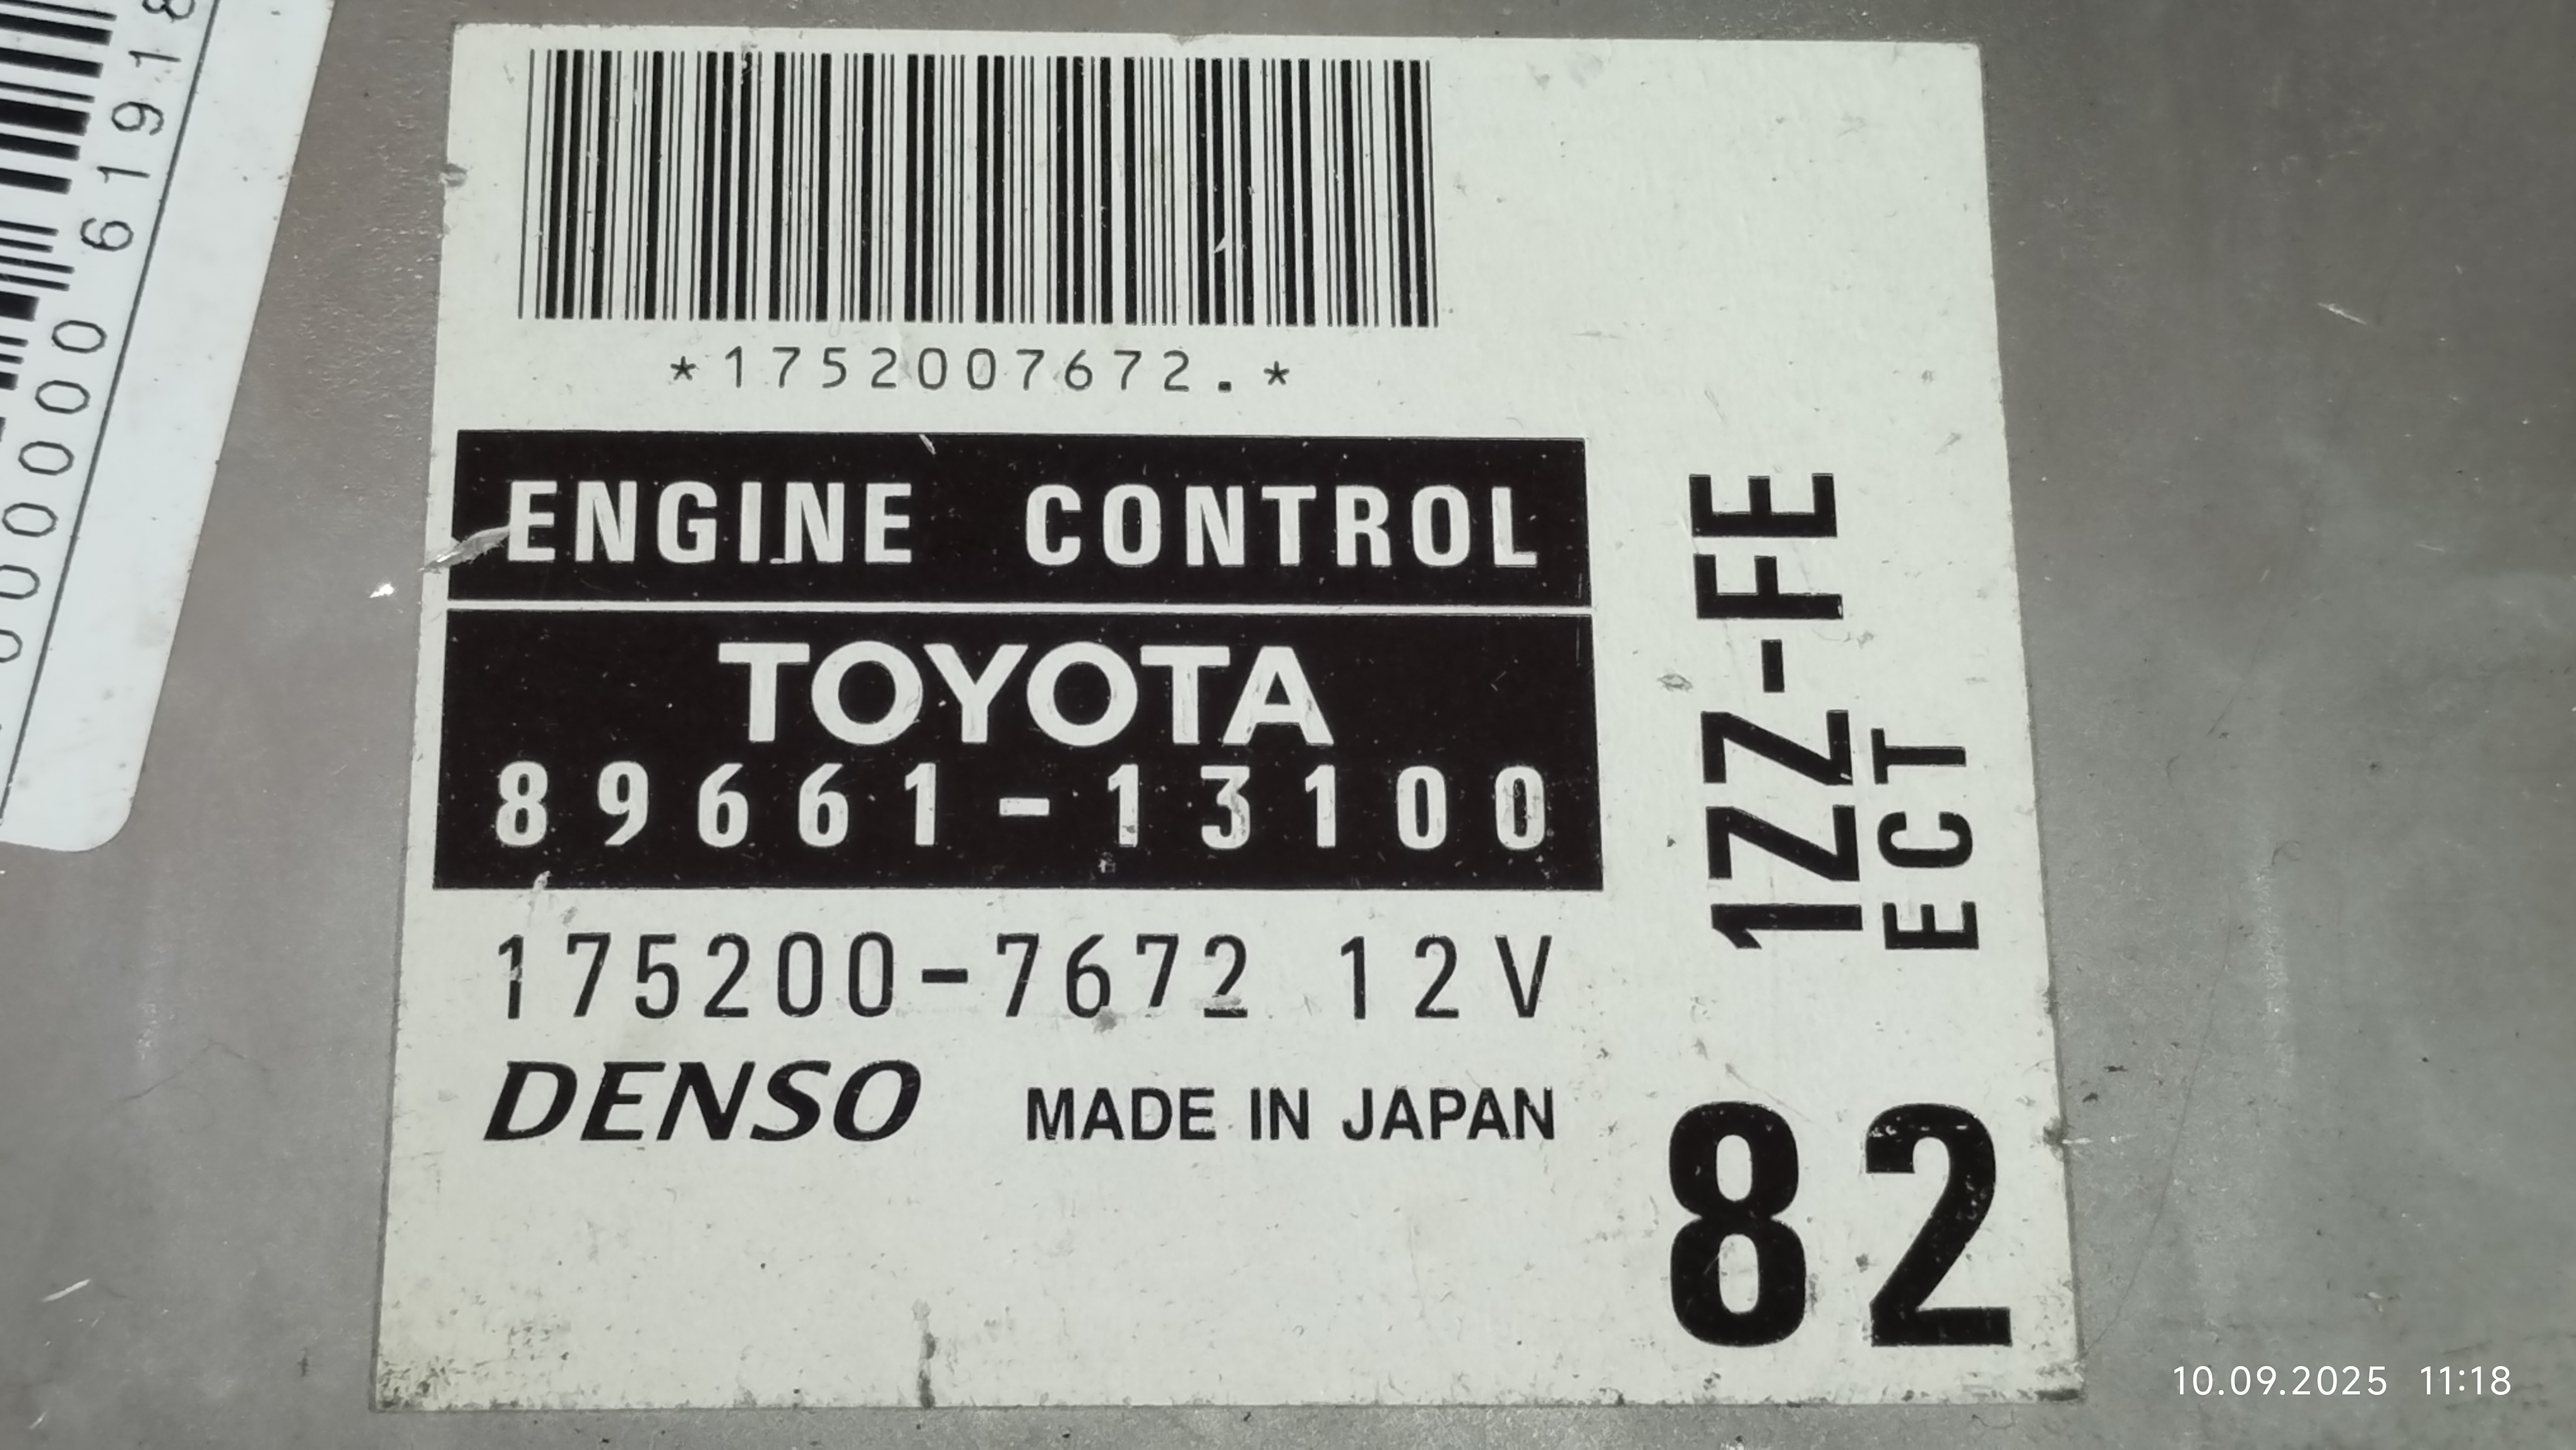 *1752007672.*
ENGINE CONTROL
TOYOTA
89661-13100
175200-7672 12V
DENSO MADE IN JAPAN
1ZZ-FE
ECT
82
10.09.2025 11:18